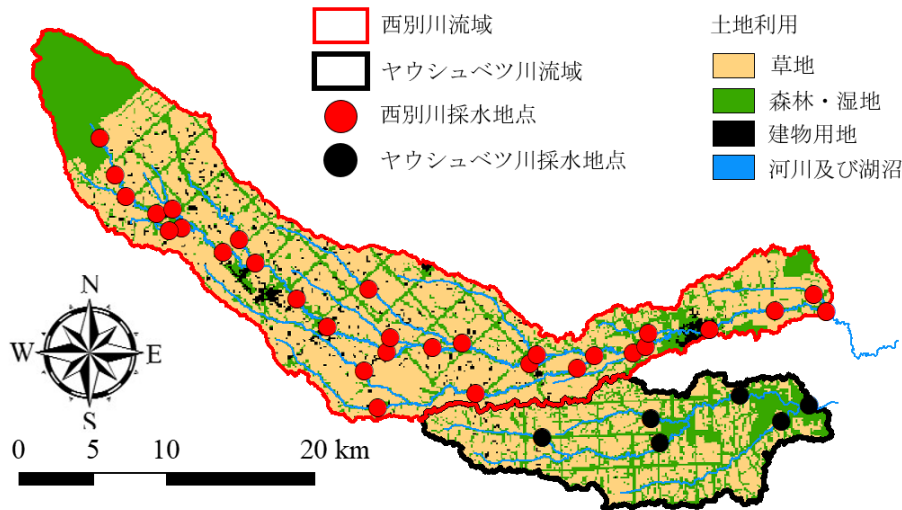 西別川流域
ヤウシュベツ川流域
西別川採水地点
ヤウシュベツ川採水地点
土地利用
草地
森林・湿地
建物用地
河川及び湖沼
N
W E
S
0 5 10 20 km